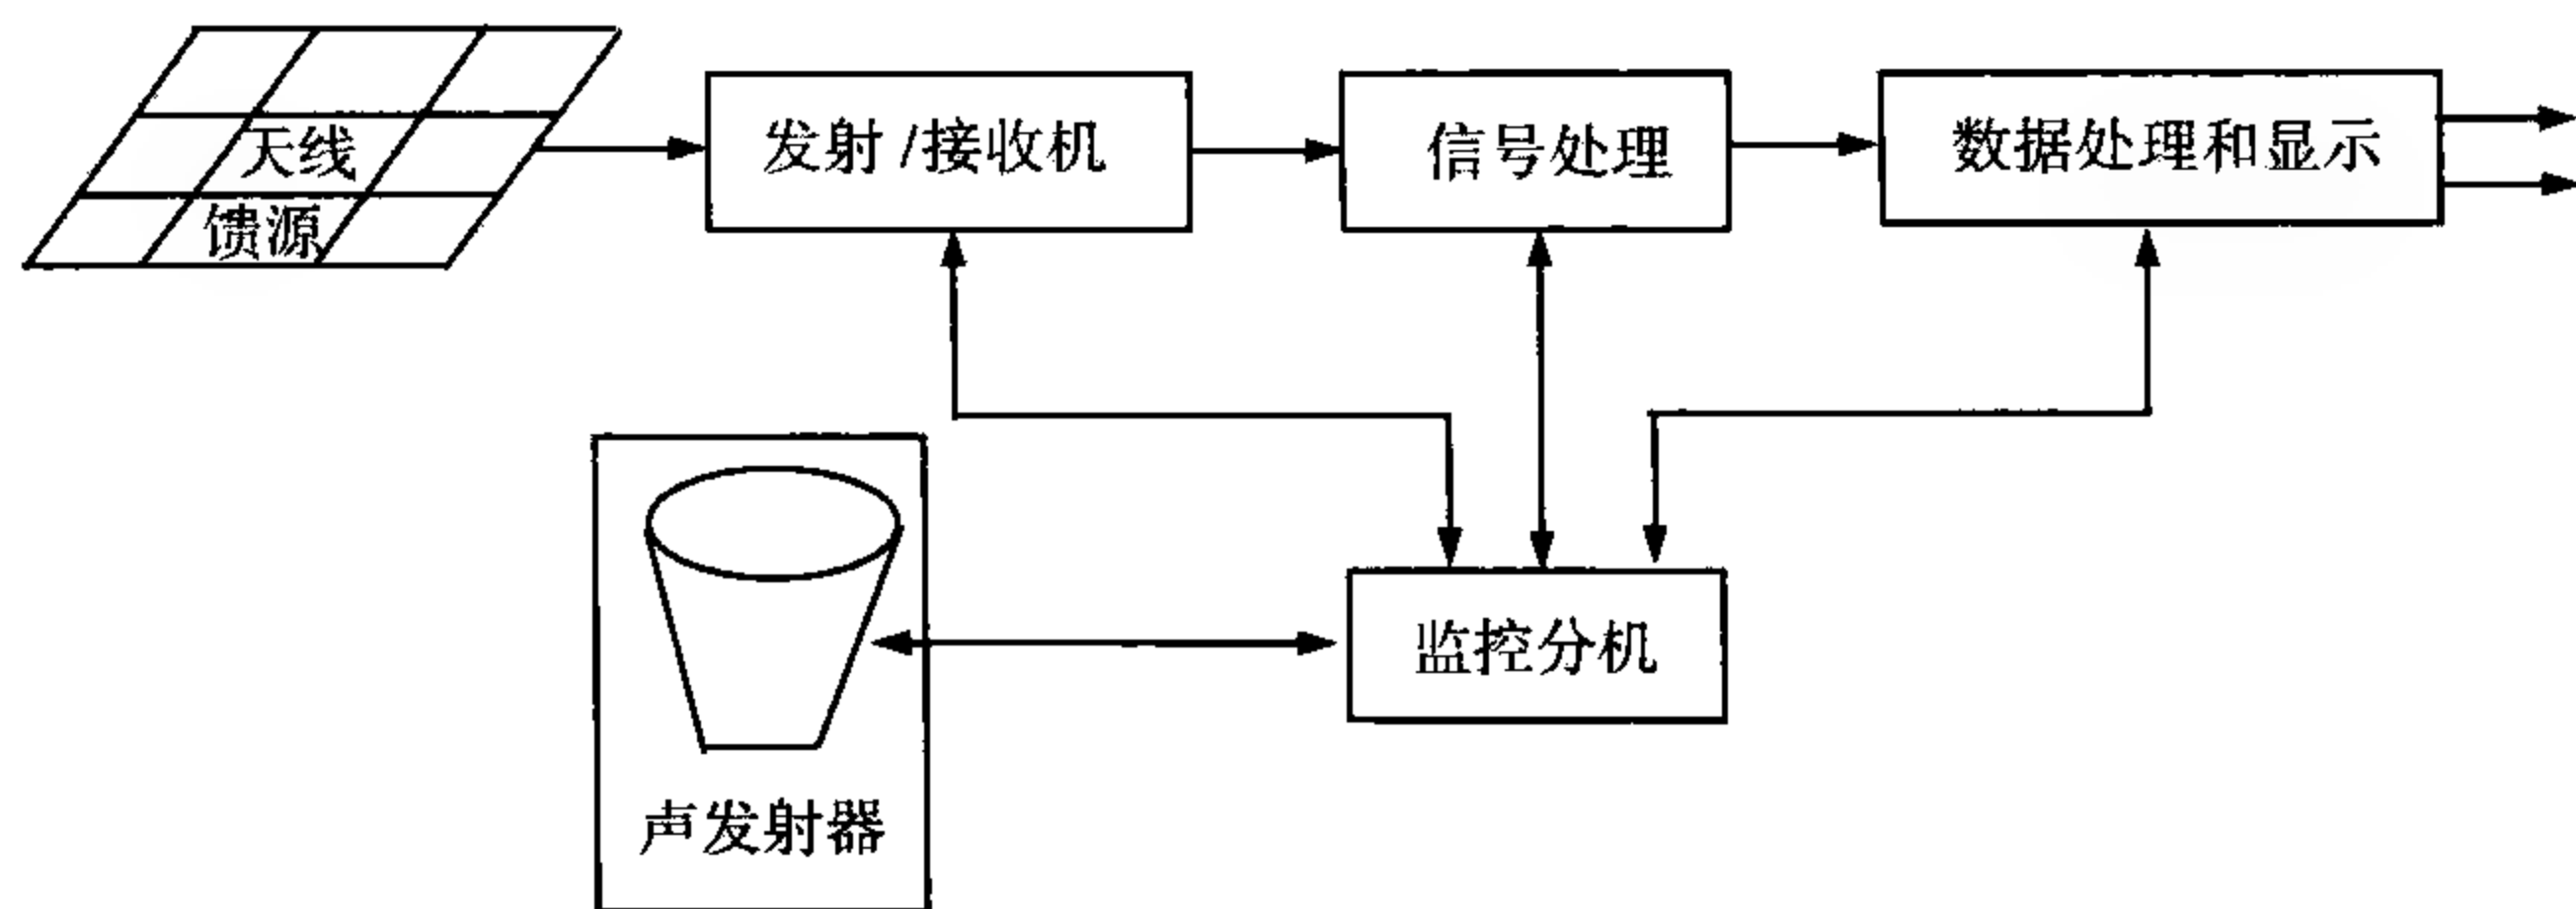 天线
馈源
发射/接收机
信号处理
数据处理和显示
声发射器
监控分机